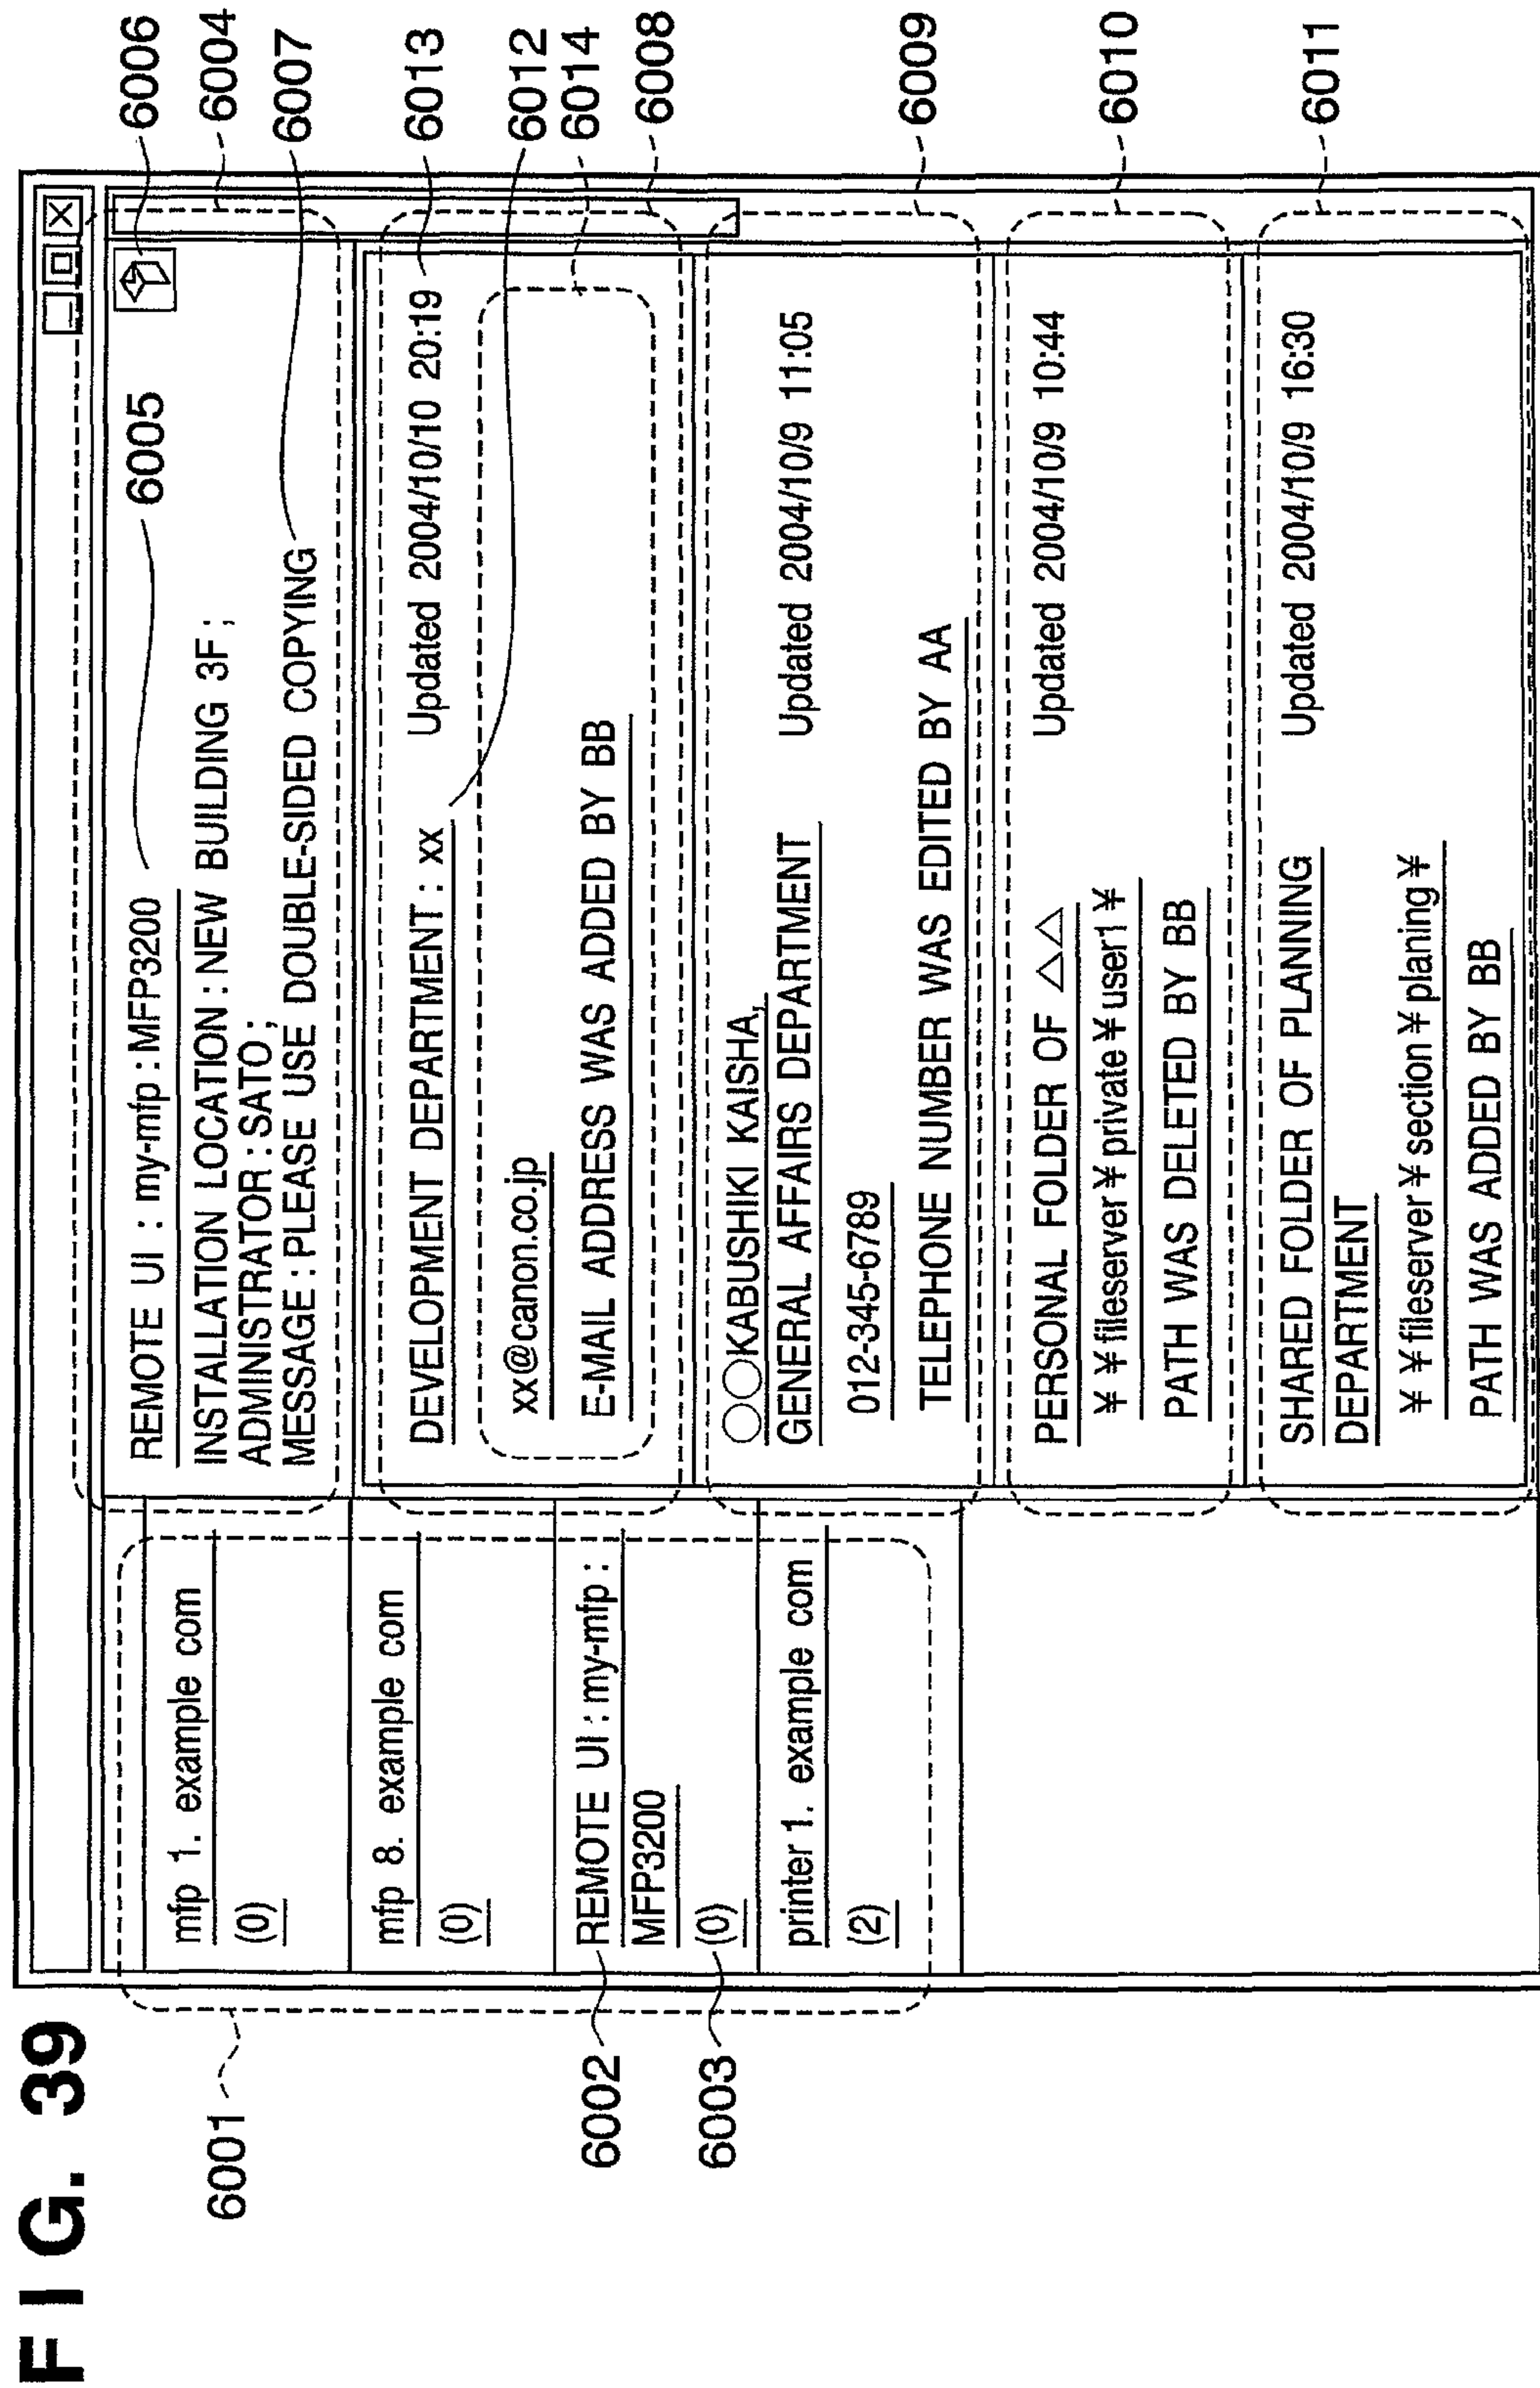 FIG. 39
6001
6002
6003
mfp 1. example com
(0)
mfp 8. example com
(0)
REMOTE UI : my-mfp :
MFP3200
(0)
printer 1. example com
(2)
REMOTE UI : my-mfp : MFP3200
6005
INSTALLATION LOCATION : NEW BUILDING 3F ;
ADMINISTRATOR : SATO ;
MESSAGE : PLEASE USE DOUBLE-SIDED COPYING
DEVELOPMENT DEPARTMENT : xx Updated 2004/10/10 20:19
xx@canon.co.jp
E-MAIL ADDRESS WAS ADDED BY BB
○○KABUSHIKI KAISHA,
GENERAL AFFAIRS DEPARTMENT Updated 2004/10/9 11:05
012-345-6789
TELEPHONE NUMBER WAS EDITED BY AA
PERSONAL FOLDER OF △△ Updated 2004/10/9 10:44
¥ ¥ fileserver ¥ private ¥ user1 ¥
PATH WAS DELETED BY BB
SHARED FOLDER OF PLANNING Updated 2004/10/9 16:30
DEPARTMENT
¥ ¥ fileserver ¥ section ¥ planing ¥
PATH WAS ADDED BY BB
6006
6004
6007
6013
6012
6014
6008
6009
6010
6011